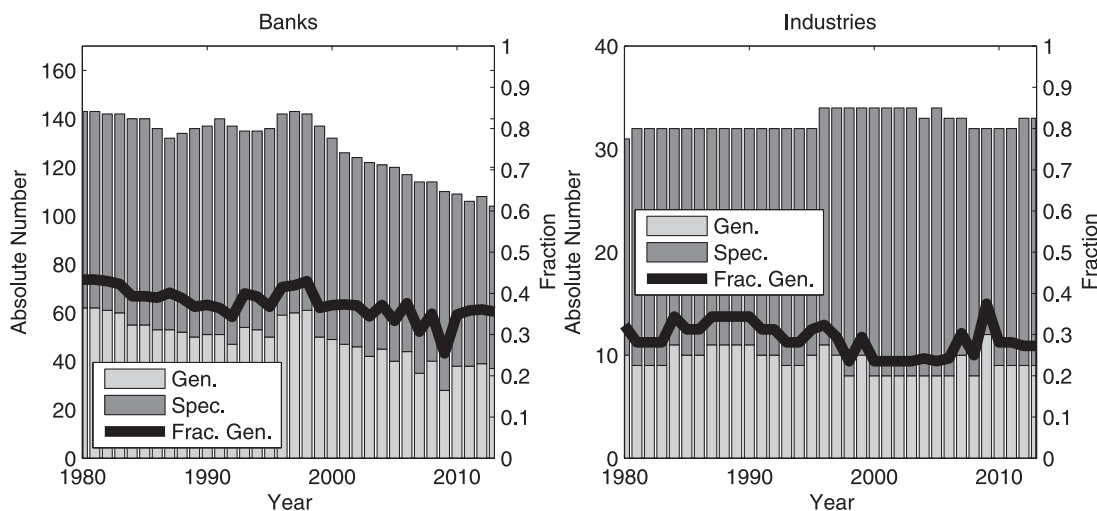 Banks
Absolute Number
160
140
120
100
80
60
40
20
0
1
0.9
0.8
0.7
0.6
0.5
0.4
0.3
0.2
0.1
0
Fraction
Gen.
Spec.
Frac. Gen.
1980 1990 2000 2010
Year
Industries
Absolute Number
40
30
20
10
0
1
0.9
0.8
0.7
0.6
0.5
0.4
0.3
0.2
0.1
0
Fraction
Gen.
Spec.
Frac. Gen.
1980 1990 2000 2010
Year